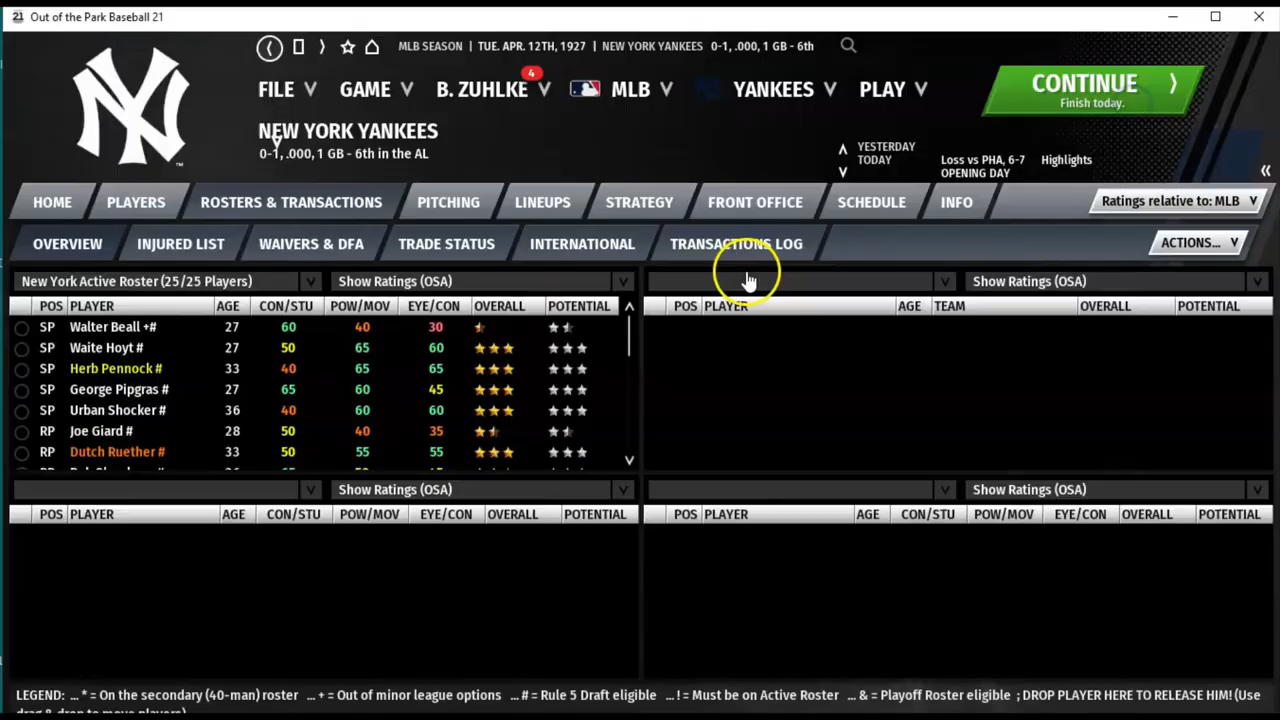 21 Out of the Park Baseball 21
MLB SEASON | TUE. APR. 12TH, 1927 | NEW YORK YANKEES 0-1, .000, 1 GB - 6th
FILE GAME B. ZUHLKE 4 MLB YANKEES PLAY
CONTINUE
Finish today.
NEW YORK YANKEES
0-1, .000, 1 GB - 6th in the AL
YESTERDAY
TODAY
Loss vs PHA, 6-7 Highlights
OPENING DAY
HOME PLAYERS ROSTERS & TRANSACTIONS PITCHING LINEUPS STRATEGY FRONT OFFICE SCHEDULE INFO Ratings relative to: MLB
OVERVIEW INJURED LIST WAIVERS & DFA TRADE STATUS INTERNATIONAL TRANSACTIONS LOG ACTIONS...
New York Active Roster (25/25 Players) Show Ratings (OSA) Show Ratings (OSA)
POS PLAYER AGE CON/STU POW/MOV EYE/CON OVERALL POTENTIAL POS PLAYER AGE TEAM OVERALL POTENTIAL
SP Walter Beall +# 27 60 40 30
SP Waite Hoyt # 27 50 65 60
SP Herb Pennock # 33 40 65 65
SP George Pipgras # 27 65 60 45
SP Urban Shocker # 36 40 60 60
RP Joe Giard # 28 50 40 35
RP Dutch Ruether # 33 50 55 55
Show Ratings (OSA) Show Ratings (OSA)
POS PLAYER AGE CON/STU POW/MOV EYE/CON OVERALL POTENTIAL POS PLAYER AGE CON/STU POW/MOV EYE/CON OVERALL POTENTIAL
LEGEND: ... * = On the secondary (40-man) roster ... + = Out of minor league options ... # = Rule 5 Draft eligible ... ! = Must be on Active Roster ... & = Playoff Roster eligible ; DROP PLAYER HERE TO RELEASE HIM! (Use
drag & drop to move players)